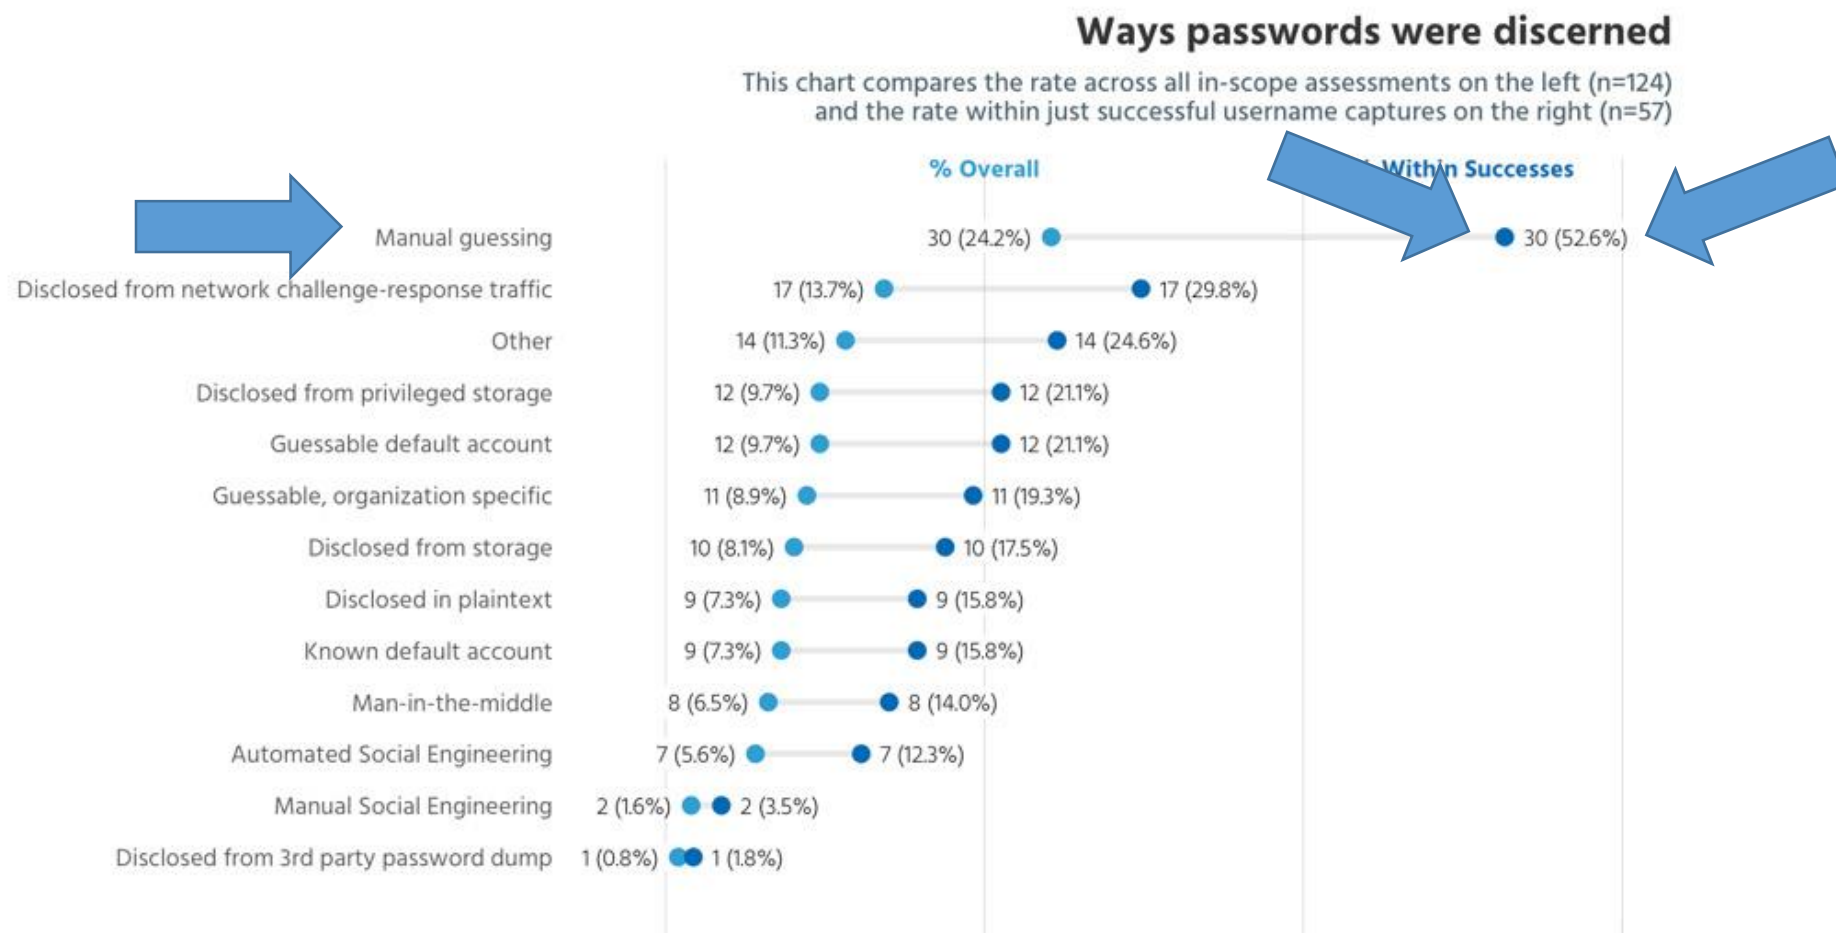 Ways passwords were discerned
This chart compares the rate across all in-scope assessments on the left (n=124)
and the rate within just successful username captures on the right (n=57)
% Overall Within Successes
Manual guessing 30 (24.2%) 30 (52.6%)
Disclosed from network challenge-response traffic 17 (13.7%) 17 (29.8%)
Other 14 (11.3%) 14 (24.6%)
Disclosed from privileged storage 12 (9.7%) 12 (21.1%)
Guessable default account 12 (9.7%) 12 (21.1%)
Guessable, organization specific 11 (8.9%) 11 (19.3%)
Disclosed from storage 10 (8.1%) 10 (17.5%)
Disclosed in plaintext 9 (7.3%) 9 (15.8%)
Known default account 9 (7.3%) 9 (15.8%)
Man-in-the-middle 8 (6.5%) 8 (14.0%)
Automated Social Engineering 7 (5.6%) 7 (12.3%)
Manual Social Engineering 2 (1.6%) 2 (3.5%)
Disclosed from 3rd party password dump 1 (0.8%) 1 (1.8%)